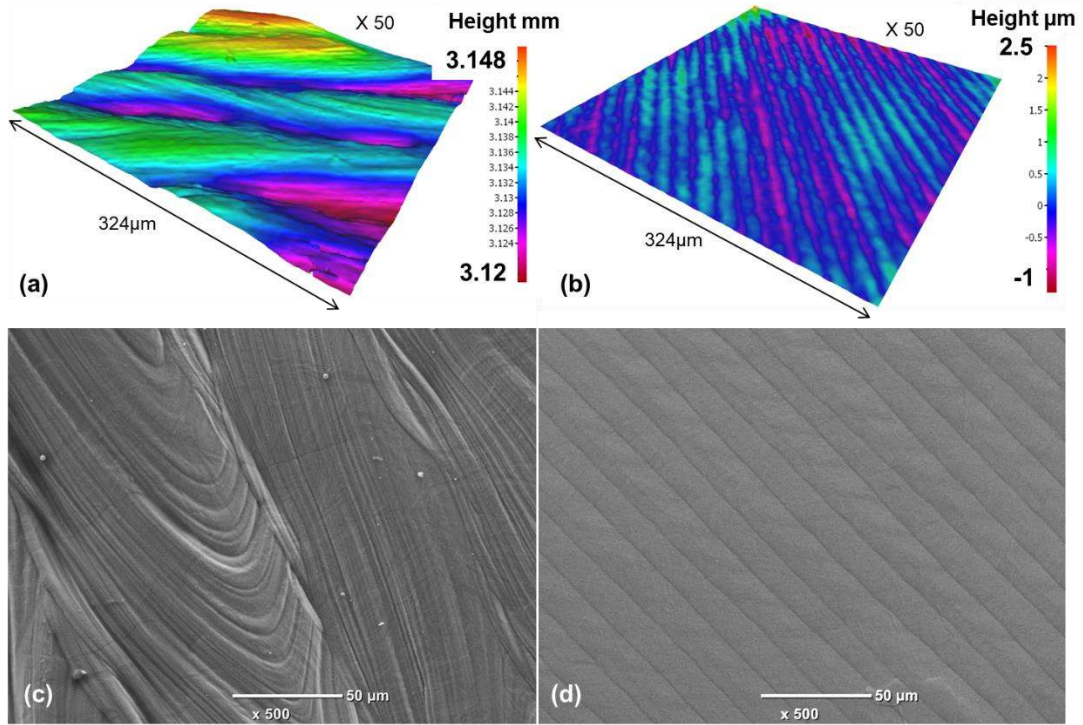 X 50
Height mm
3.148
3.144
3.142
3.14
3.138
3.136
3.134
3.132
3.13
3.128
3.126
3.124
3.12
324µm
(a)
X 50
Height µm
2.5
2
1.5
1
0.5
0
-0.5
-1
324µm
(b)
(c)
50 µm
x 500
(d)
50 µm
x 500